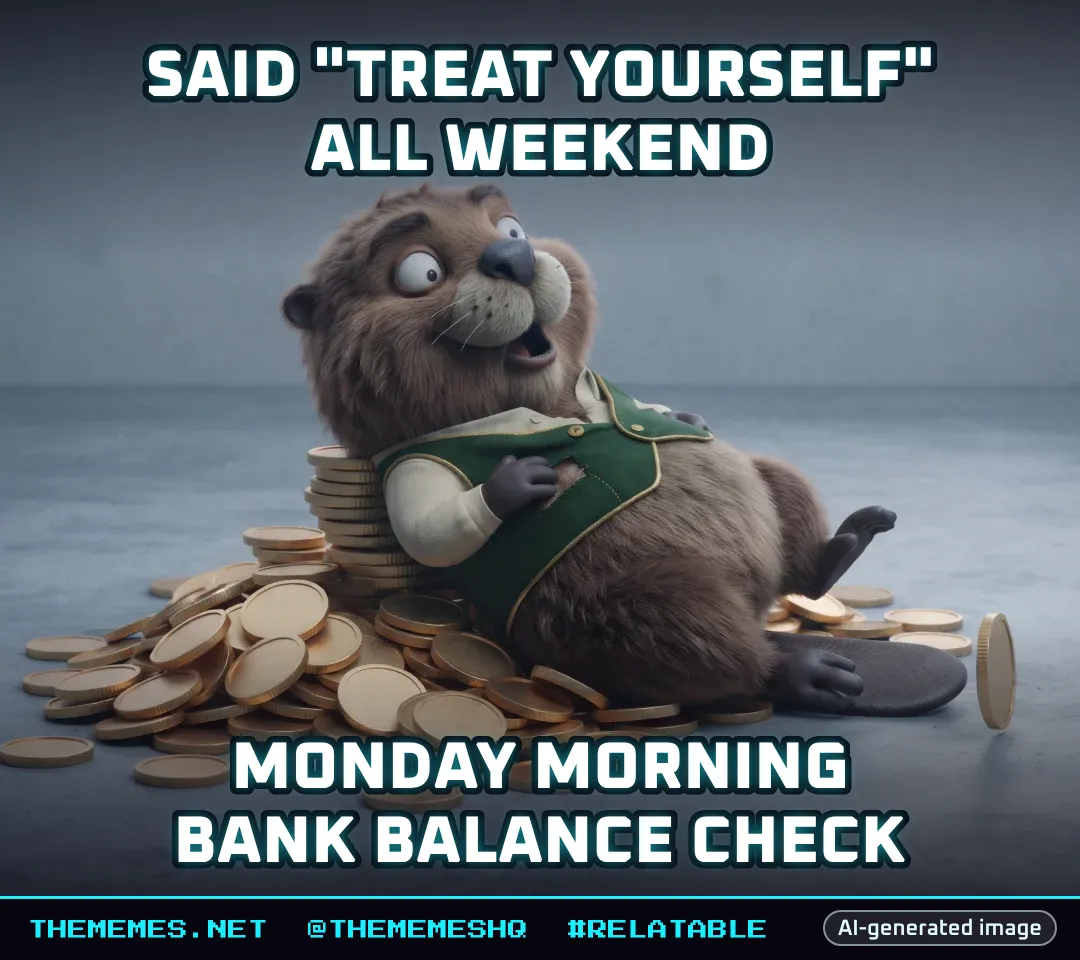 SAID "TREAT YOURSELF"
ALL WEEKEND
MONDAY MORNING
BANK BALANCE CHECK
THEMEMES.NET @THEMEMESHQ #RELATABLE AI-generated image